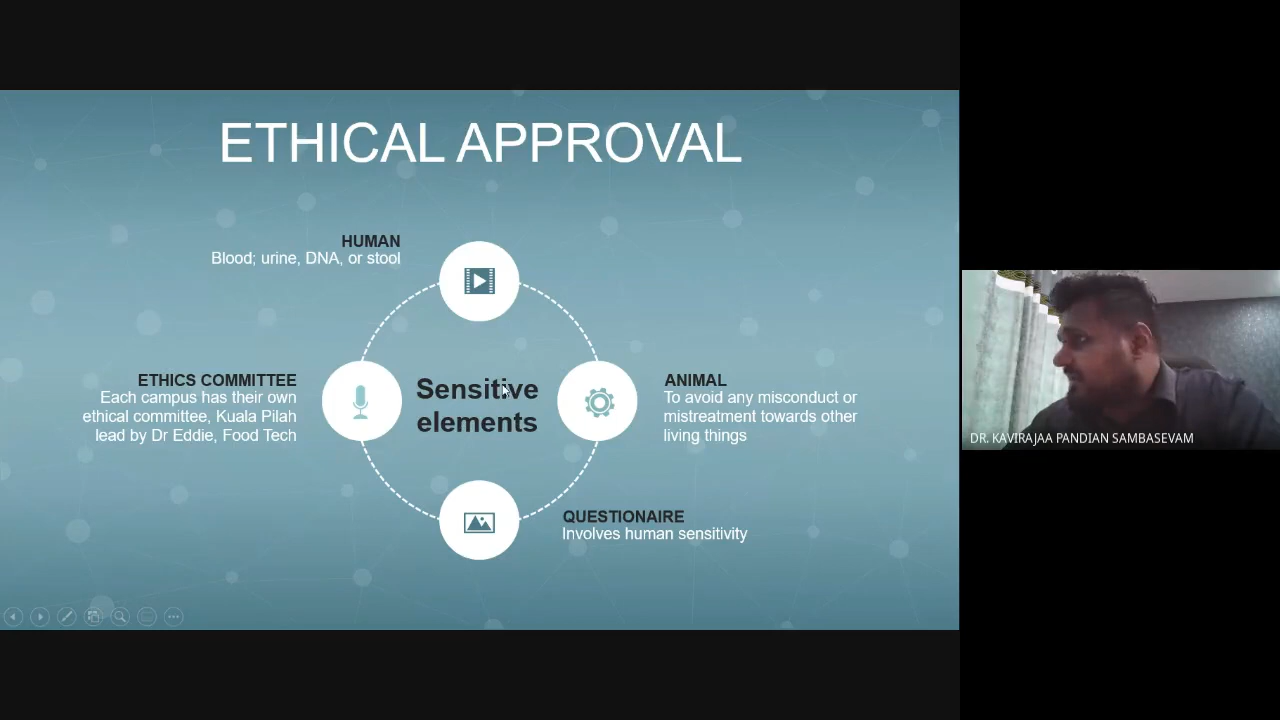 ETHICAL APPROVAL
HUMAN
Blood; urine, DNA, or stool
ETHICS COMMITTEE
Each campus has their own
ethical committee, Kuala Pilah
lead by Dr Eddie, Food Tech
Sensitive
elements
ANIMAL
To avoid any misconduct or
mistreatment towards other
living things
QUESTIONAIRE
Involves human sensitivity
DR. KAVIRAJAA PANDIAN SAMBASEVAM